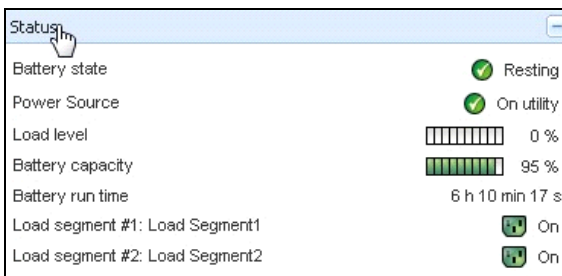 Status
Battery state Resting
Power Source On utility
Load level 0 %
Battery capacity 95 %
Battery run time 6 h 10 min 17 s
Load segment #1: Load Segment1 On
Load segment #2: Load Segment2 On